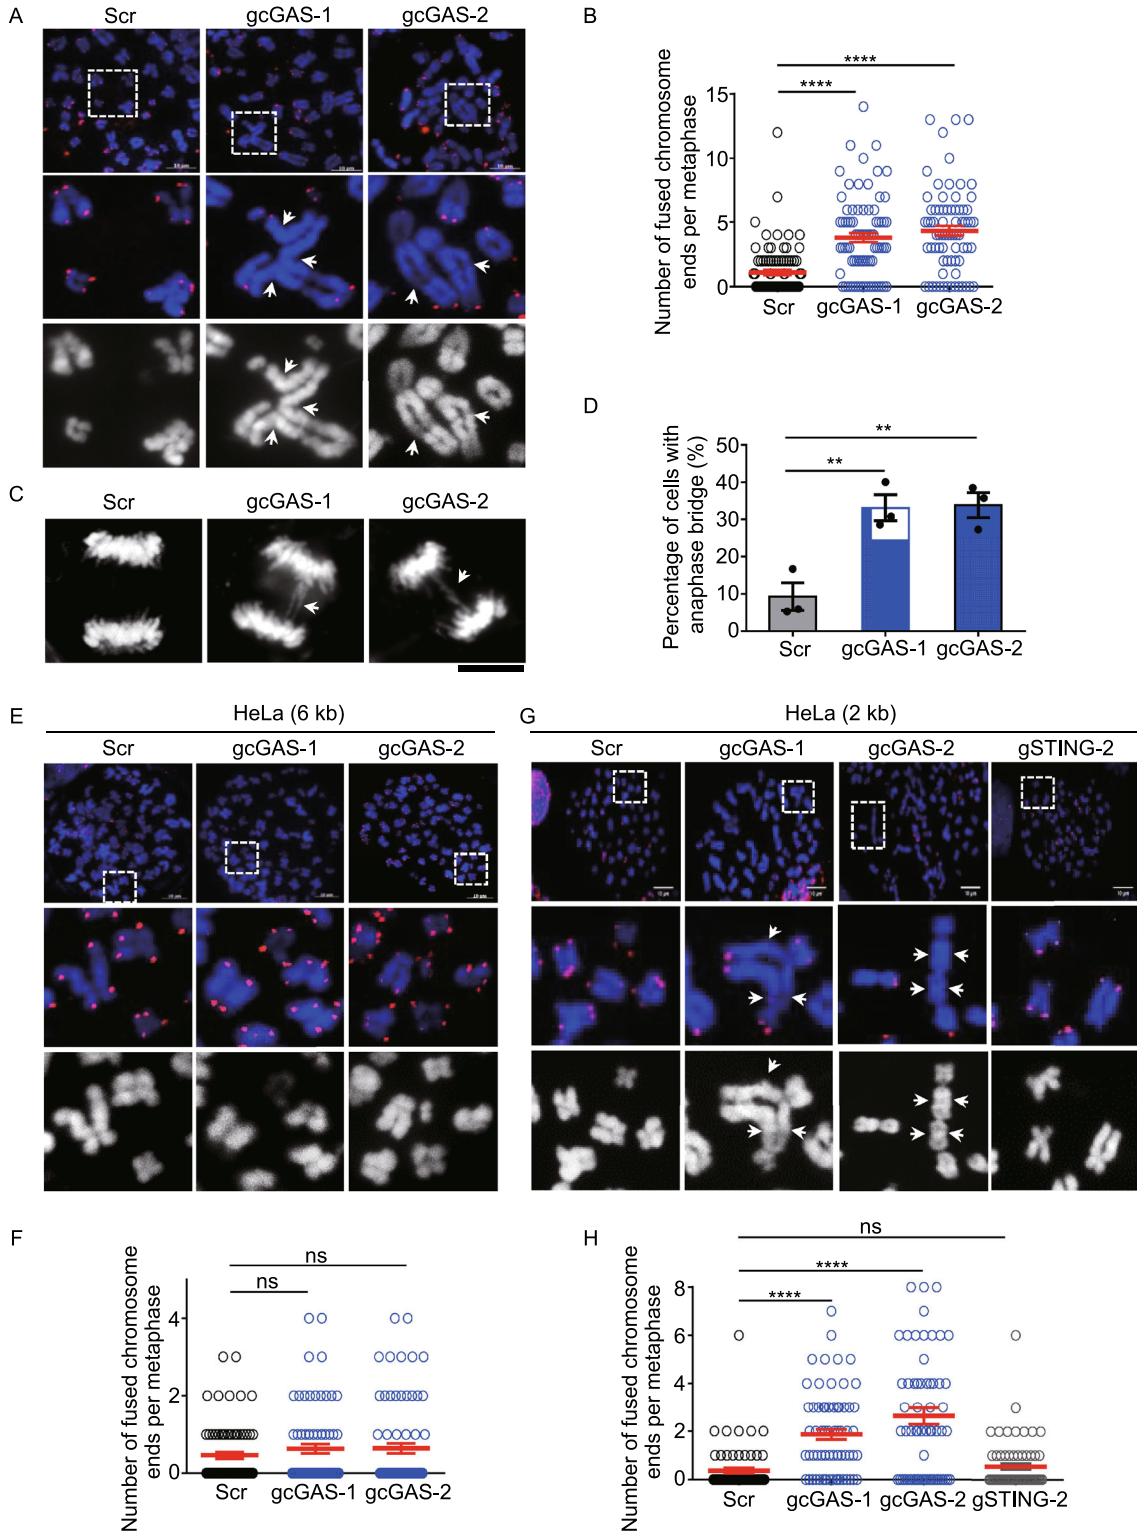 A
Scr
gcGAS-1
gcGAS-2
10 μm
B
Number of fused chromosome
ends per metaphase
15
10
5
0
****
****
Scr
gcGAS-1
gcGAS-2
C
Scr
gcGAS-1
gcGAS-2
D
Percentage of cells with
anaphase bridge (%)
50
40
30
20
10
0
**
**
Scr
gcGAS-1
gcGAS-2
E
HeLa (6 kb)
Scr
gcGAS-1
gcGAS-2
G
HeLa (2 kb)
Scr
gcGAS-1
gcGAS-2
gSTING-2
F
Number of fused chromosome
ends per metaphase
4
2
0
ns
ns
Scr
gcGAS-1
gcGAS-2
H
Number of fused chromosome
ends per metaphase
8
6
4
2
0
ns
****
****
Scr
gcGAS-1
gcGAS-2
gSTING-2